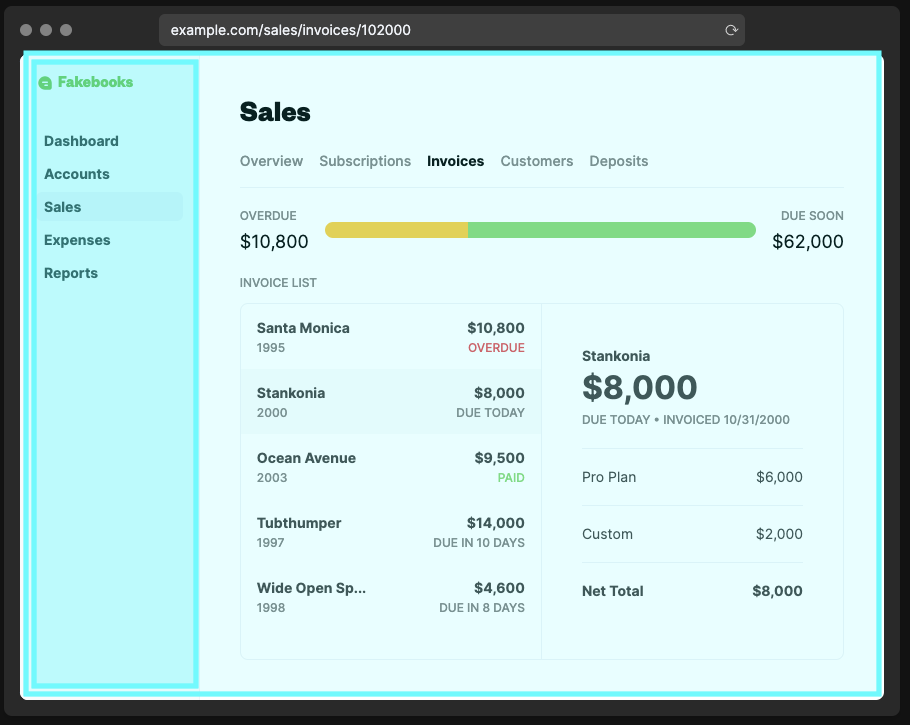 example.com/sales/invoices/102000
Fakebooks
Dashboard
Accounts
Sales
Expenses
Reports
Sales
Overview Subscriptions Invoices Customers Deposits
OVERDUE
$10,800
DUE SOON
$62,000
INVOICE LIST
Santa Monica $10,800
1995 OVERDUE
Stankonia $8,000
2000 DUE TODAY
Ocean Avenue $9,500
2003 PAID
Tubthumper $14,000
1997 DUE IN 10 DAYS
Wide Open Sp... $4,600
1998 DUE IN 8 DAYS
Stankonia
$8,000
DUE TODAY • INVOICED 10/31/2000
Pro Plan $6,000
Custom $2,000
Net Total $8,000